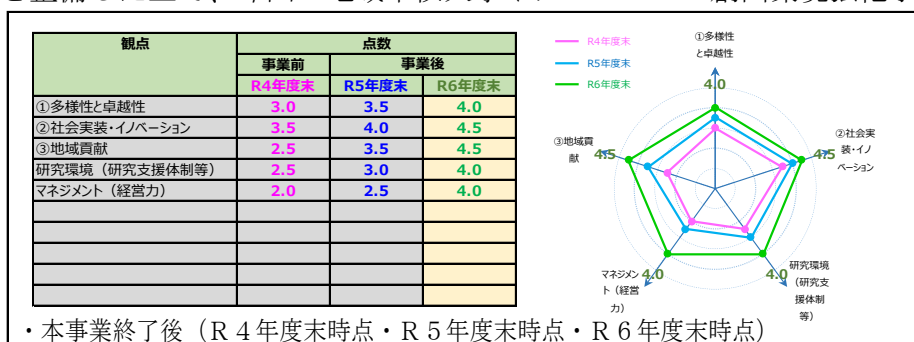 観点 点数
事業前 事業後
R4年度末 R5年度末 R6年度末
①多様性と卓越性 3.0 3.5 4.0
②社会実装・イノベーション 3.5 4.0 4.5
③地域貢献 2.5 3.5 4.5
研究環境（研究支援体制等） 2.5 3.0 4.0
マネジメント（経営力） 2.0 2.5 4.0
R4年度末
R5年度末
R6年度末
①多様性
と卓越性
4.0
②社会実
装・イノ
ベーション
4.5
研究環境
（研究支
援体制
等）
4.0
マネジメン
ト（経営
力）
4.0
③地域貢
献
4.5
・本事業終了後（Ｒ４年度末時点・Ｒ５年度末時点・Ｒ６年度末時点）